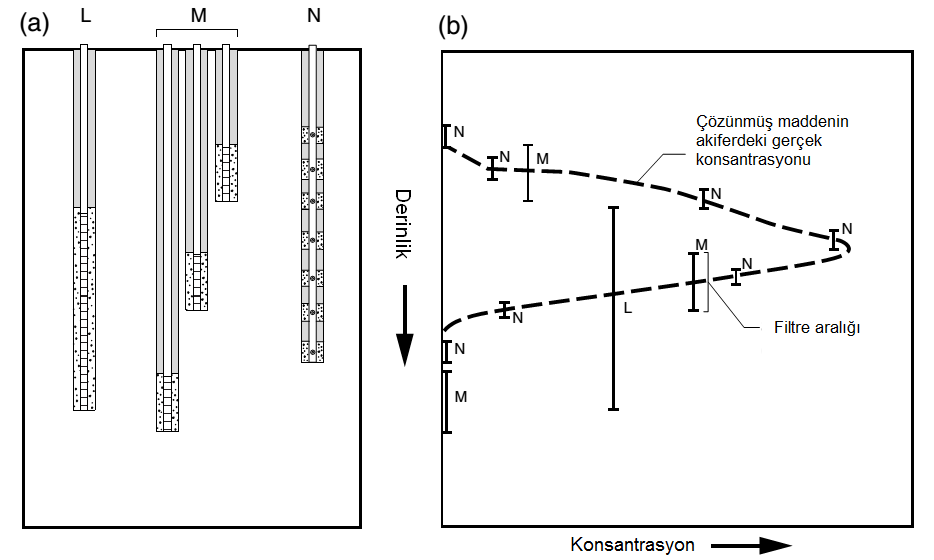 (a)
L
M
N
Derinlik
(b)
N
N
M
Çözünmüş maddenin
akiferdeki gerçek
konsantrasyonu
N
N
M
N
L
N
Filtre aralığı
N
M
Konsantrasyon